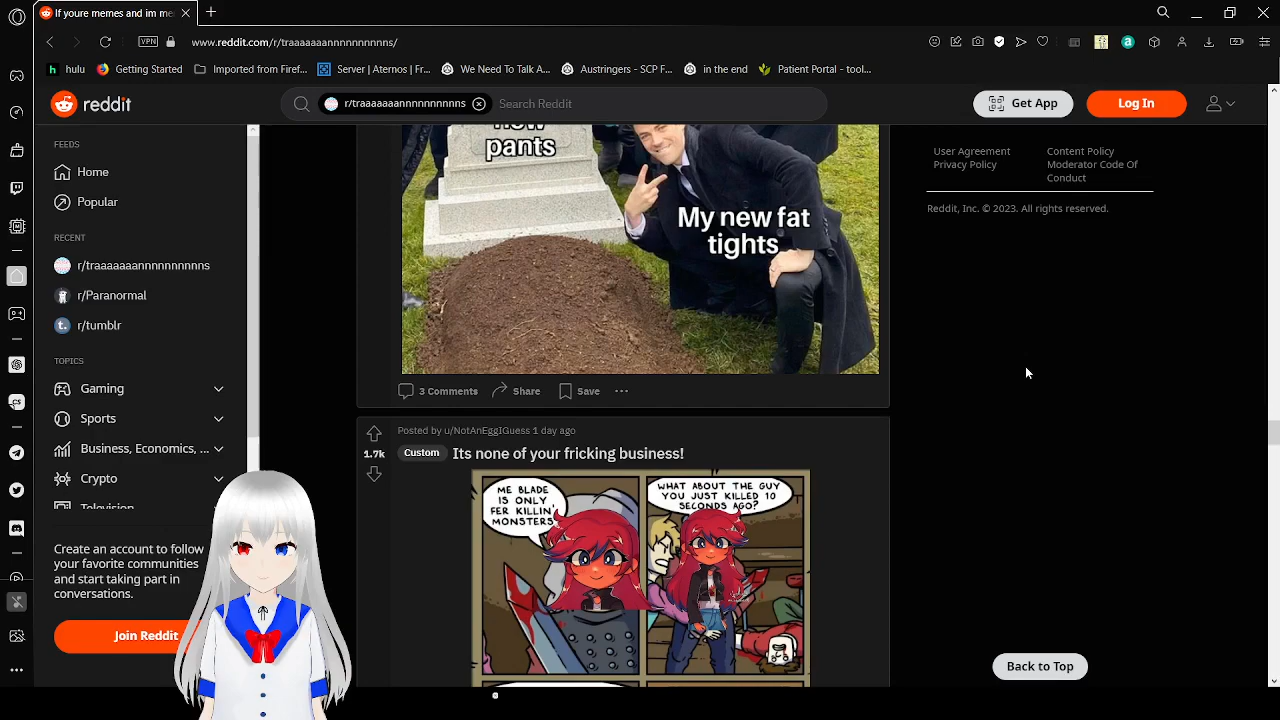 If youre memes and im me
VPN
www.reddit.com/r/traaaaaaannnnnnnnnns/
hulu
Getting Started
Imported from Firef...
Server | Aternos | Fr...
We Need To Talk A...
Austringers - SCP F...
in the end
Patient Portal - tool...
reddit
r/traaaaaaannnnnnnnnns
Search Reddit
Get App
Log In
FEEDS
Home
Popular
RECENT
r/traaaaaaannnnnnnnnns
r/Paranormal
r/tumblr
TOPICS
Gaming
Sports
Business, Economics, ...
Crypto
Television
Create an account to follow
your favorite communities
and start taking part in
conversations.
Join Reddit
pants
My new fat
tights
3 Comments
Share
Save
Posted by u/NotAnEggIGuess 1 day ago
1.7k
Custom
Its none of your fricking business!
ME BLADE
IS ONLY
FER KILLIN'
MONSTERS
WHAT ABOUT THE GUY
YOU JUST KILLED 10
SECONDS AGO?
User Agreement
Privacy Policy
Content Policy
Moderator Code Of
Conduct
Reddit, Inc. © 2023. All rights reserved.
Back to Top